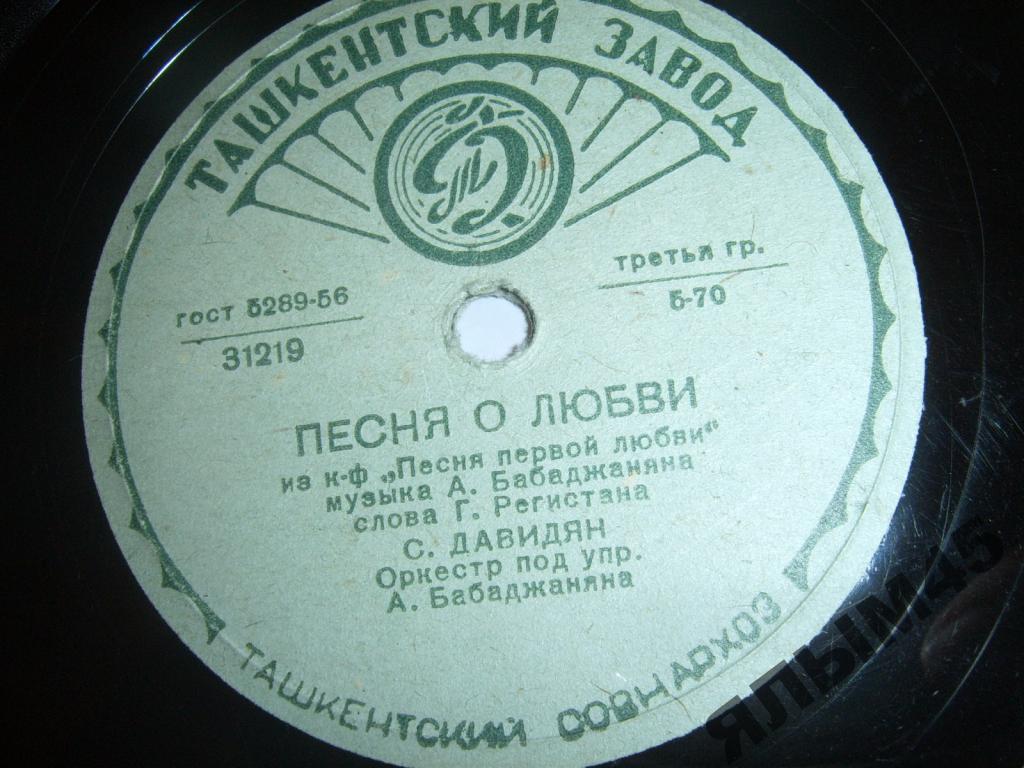 ТАШКЕНТСКИЙ ЗАВОД
гост 5289-56
31219
третья гр.
5-70
ПЕСНЯ О ЛЮБВИ
из к-ф „Песня первой любви“
музыка А. Бабаджаняна
слова Г. Регистана
С. ДАВИДЯН
Оркестр под упр.
А. Бабаджаняна
ТАШКЕНТСКИЙ СОВНАРХОЗ
ЯЛЫМ45